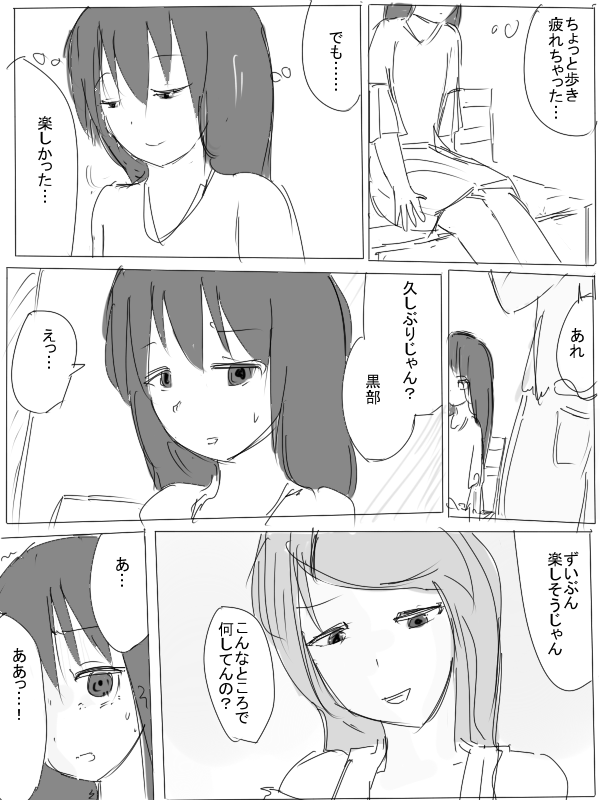 ちょっと歩き
疲れちゃった…
でも……
楽しかった…
あれ
久しぶりじゃん？
黒部
えっ…
ずいぶん
楽しそうじゃん
こんなところで
何してんの？
あ…
ああっ…！